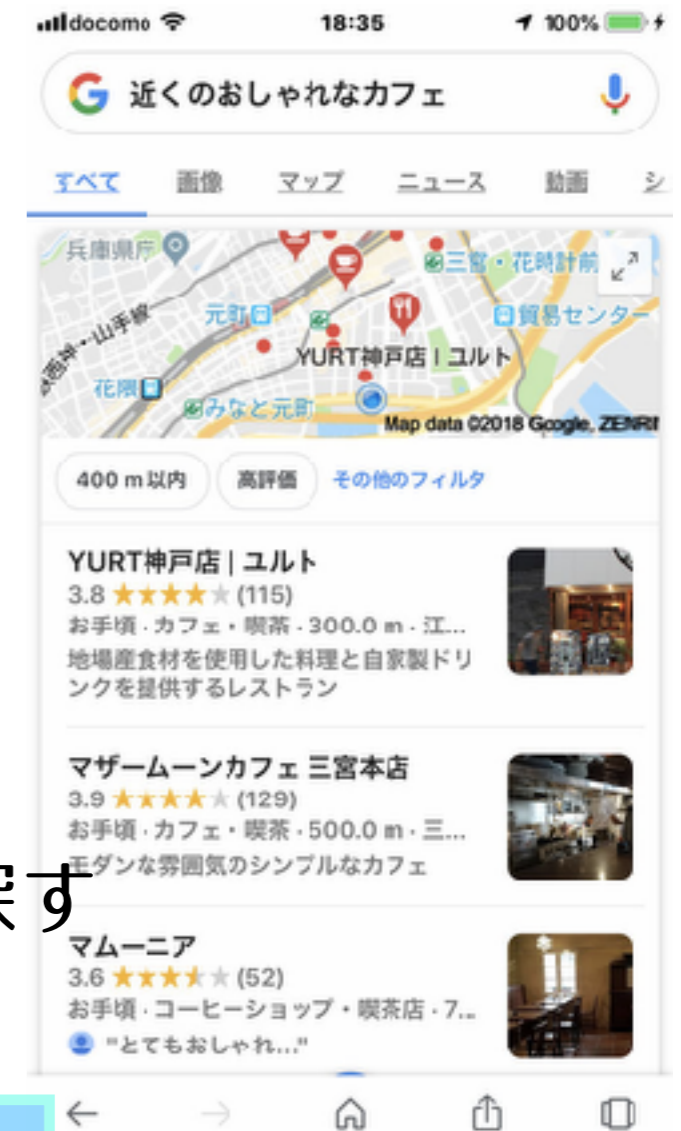 docomo 18:35 100%
近くのおしゃれなカフェ
すべて 画像 マップ ニュース 動画 シ
兵庫県庁
三宮・花時計前
元町
貿易センター
YURT神戸店 | ユルト
花隈
みなと元町
Map data ©2018 Google, ZENRI
400 m 以内 高評価 その他のフィルタ
YURT神戸店 | ユルト
3.8 ★★★★★ (115)
お手頃 · カフェ・喫茶 · 300.0 m · 江...
地場産食材を使用した料理と自家製ドリ
ンクを提供するレストラン
マザームーンカフェ 三宮本店
3.9 ★★★★★ (129)
お手頃 · カフェ・喫茶 · 500.0 m · 三...
モダンな雰囲気のシンプルなカフェ
探す
マムーニア
3.6 ★★★★★ (52)
お手頃 · コーヒーショップ・喫茶店 · 7...
"とてもおしゃれ..."